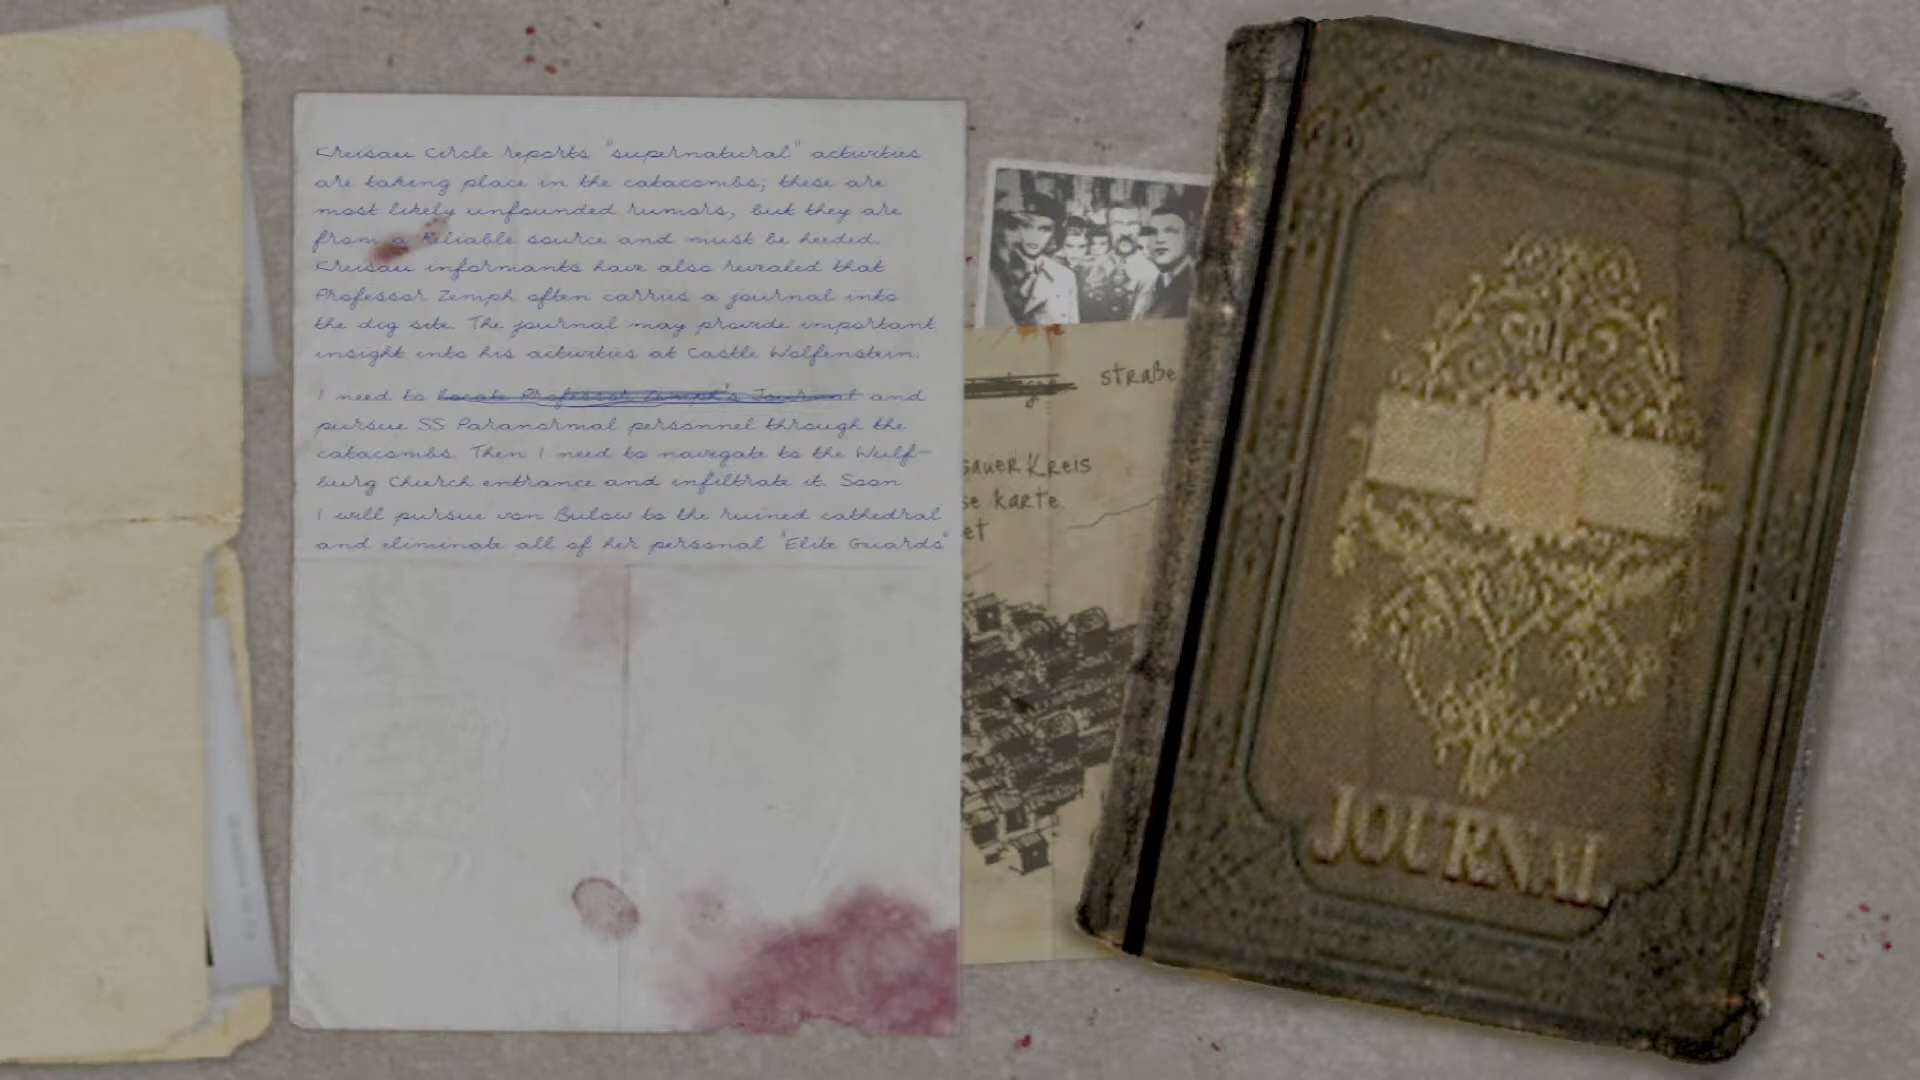 Kreisau Circle reports "supernatural" activities
are taking place in the catacombs; these are
most likely unfounded rumors, but they are
from a reliable source and must be heeded.
Kreisau informants have also revealed that
Professor Zemph often carries a journal into
the dig site. The journal may provide important
insight into his activities at Castle Wolfenstein.
I need to locate Professor Zemph's Journal and
pursue SS Paranormal personnel through the
catacombs. Then I need to navigate to the Wulf-
burg Church entrance and infiltrate it. Soon
I will pursue von Bulow to the ruined cathedral
and eliminate all of her personal "Elite Guards"
straße
sauer Kreis
se karte.
et
JOURNAL